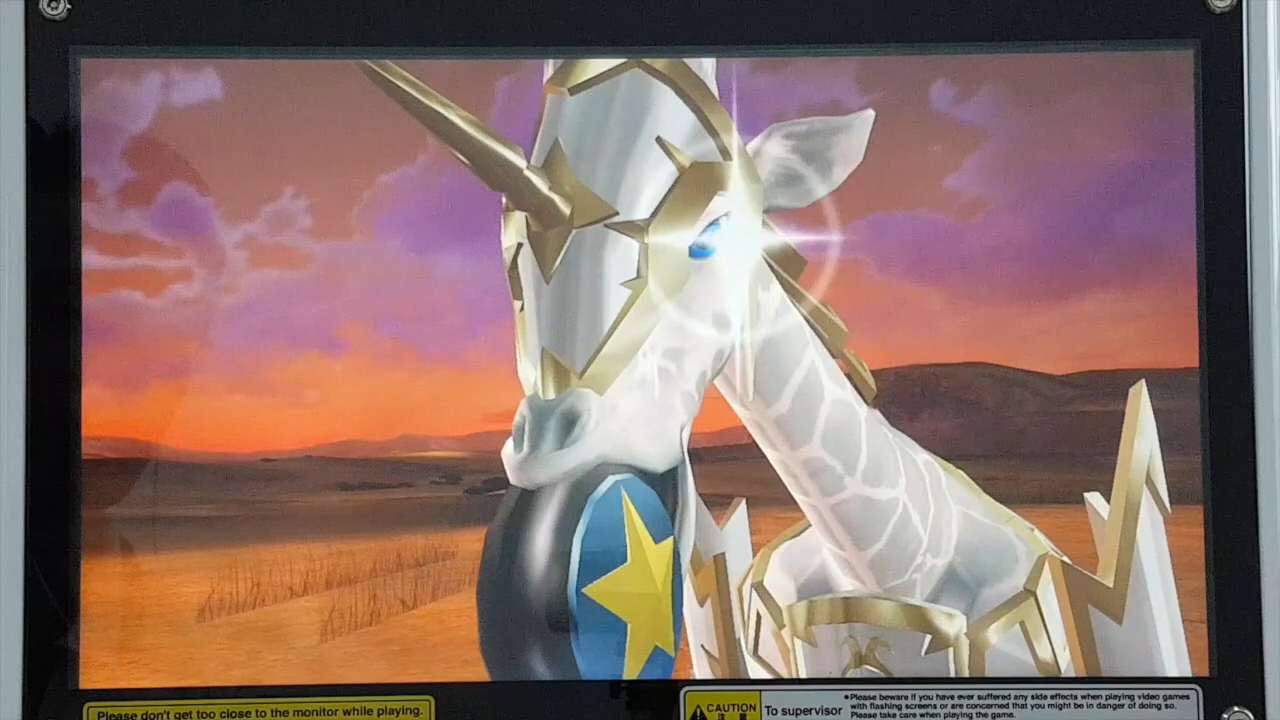 Please don't get too close to the monitor while playing.
CAUTION
注意
To supervisor
•Please beware if you have ever suffered any side effects when playing video games
with flashing screens or are concerned that you might be in danger of doing so.
Please take care when playing the game.